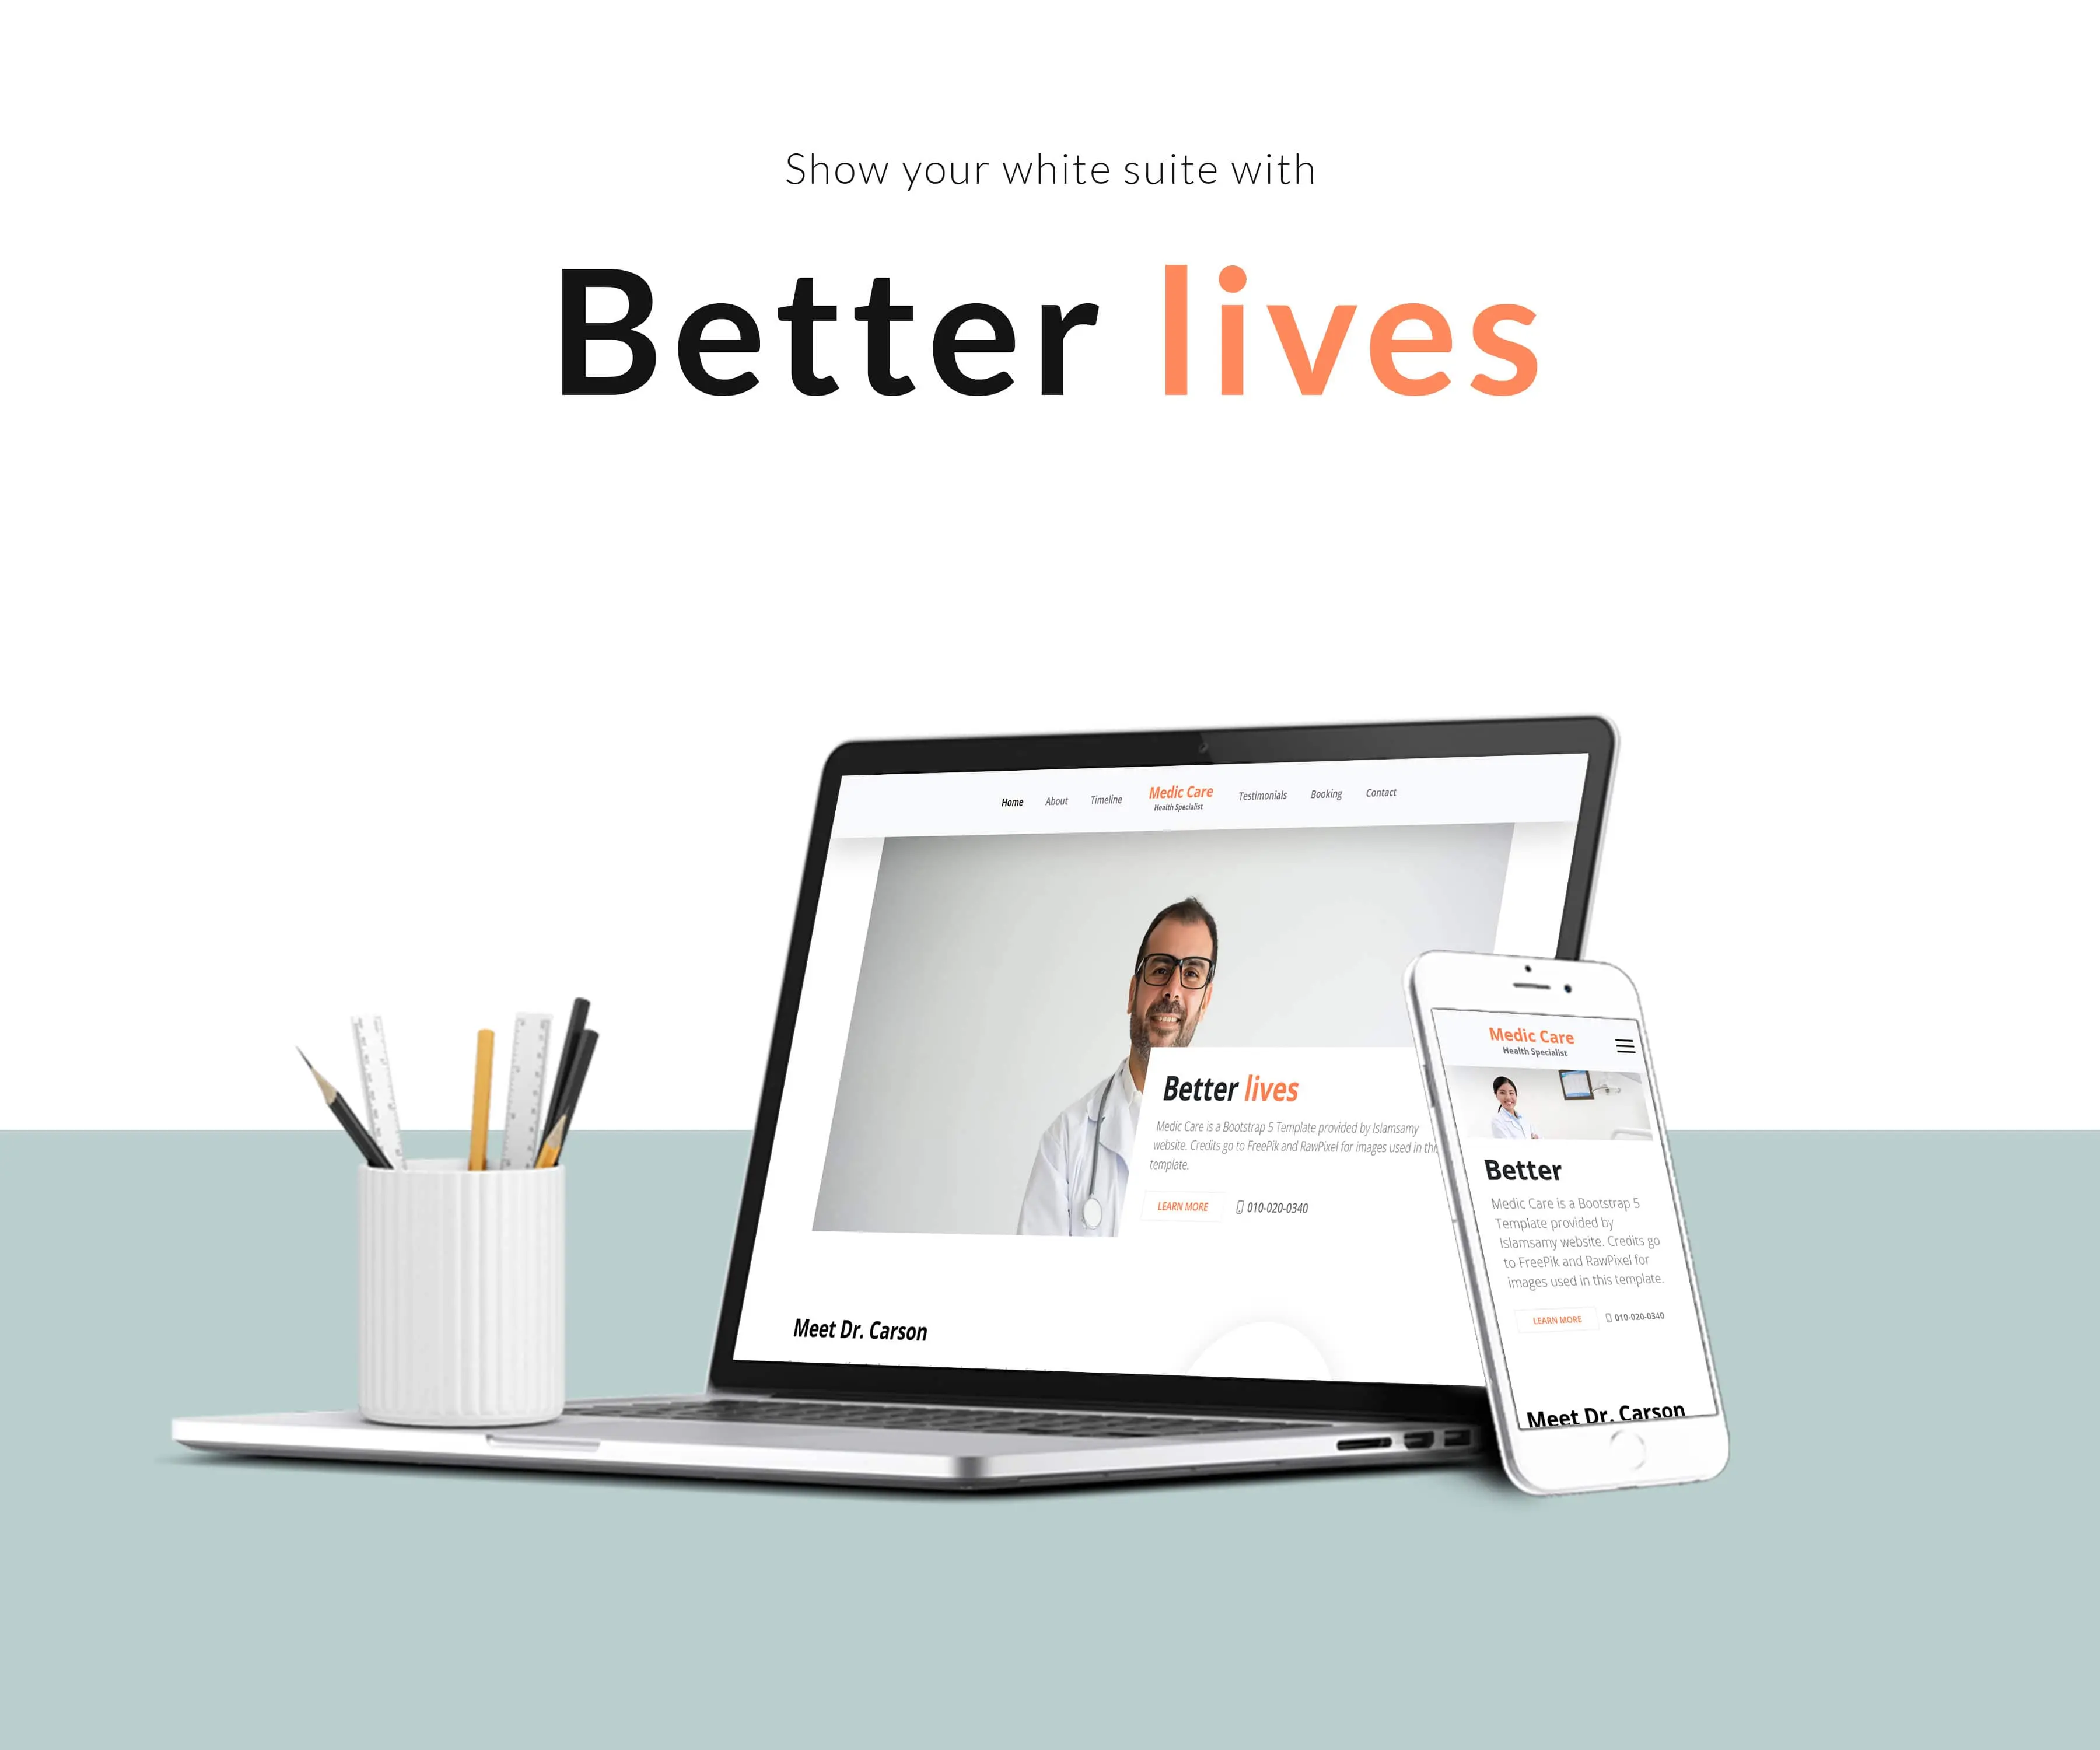 Show your white suite with
Better lives
Home About Timeline Medic Care Testimonials Booking Contact
Health Specialist
Better lives
Medic Care is a Bootstrap 5 Template provided by Islamsamy
website. Credits go to FreePik and RawPixel for images used in
template.
LEARN MORE 010-020-0340
Meet Dr. Carson
Medic Care
Health Specialist
Better
Medic Care is a Bootstrap 5
Template provided by
Islamsamy website. Credits go
to FreePik and RawPixel for
images used in this template.
LEARN MORE 010-020-0340
Meet Dr. Carson